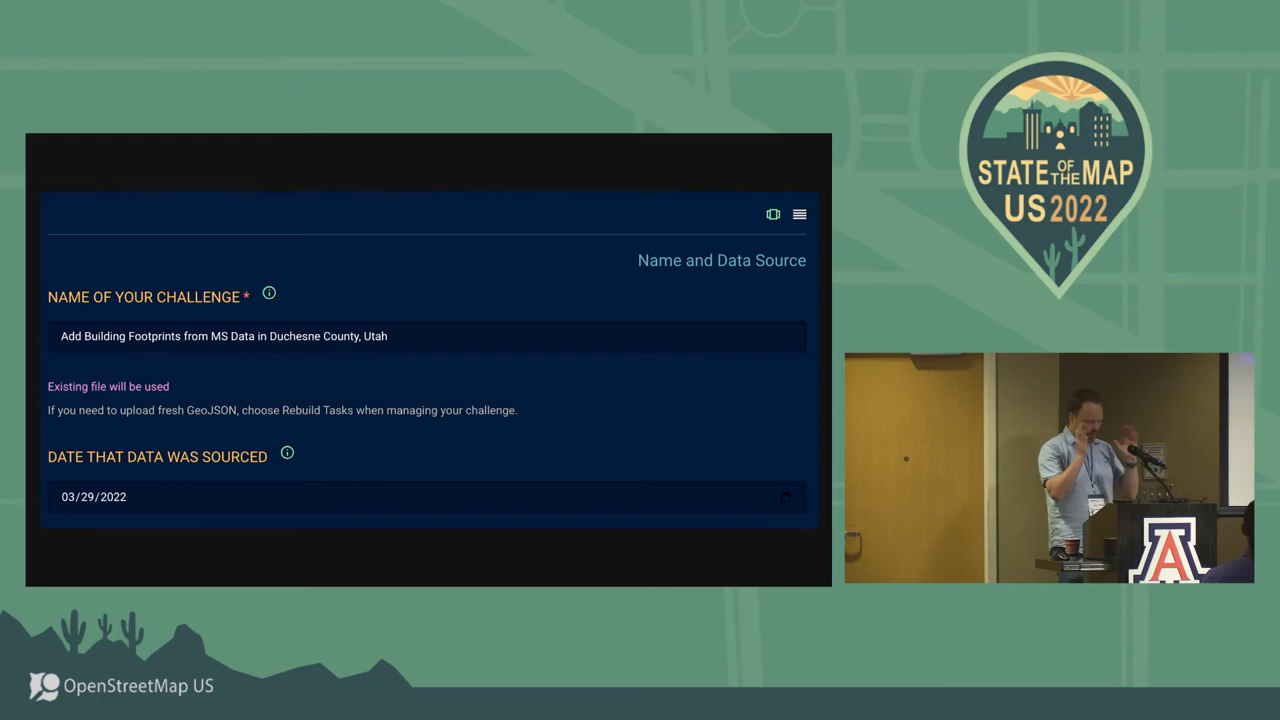 STATE OF THE MAP
US 2022
Name and Data Source
NAME OF YOUR CHALLENGE *
Add Building Footprints from MS Data in Duchesne County, Utah
Existing file will be used
If you need to upload fresh GeoJSON, choose Rebuild Tasks when managing your challenge.
DATE THAT DATA WAS SOURCED
03/29/2022
A
OpenStreetMap US